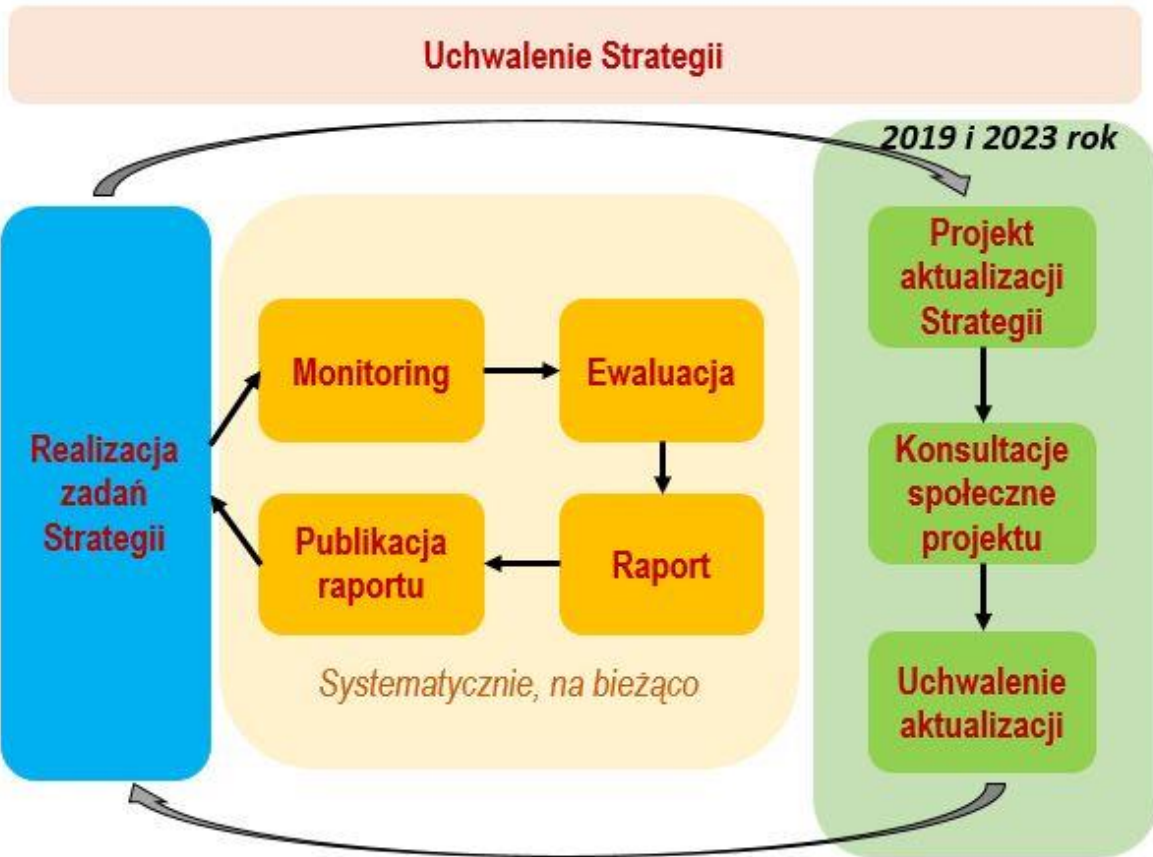 Uchwalenie Strategii
2019 i 2023 rok
Realizacja
zadań
Strategii
Monitoring
Ewaluacja
Publikacja
raportu
Raport
Systematycznie, na bieżąco
Projekt
aktualizacji
Strategii
Konsultacje
społeczne
projektu
Uchwalenie
aktualizacji